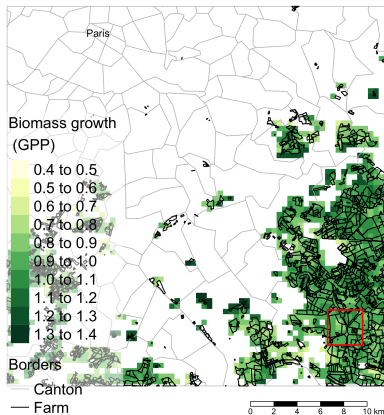 Paris
Biomass growth
(GPP)
0.4 to 0.5
0.5 to 0.6
0.6 to 0.7
0.7 to 0.8
0.8 to 0.9
0.9 to 1.0
1.0 to 1.1
1.1 to 1.2
1.2 to 1.3
1.3 to 1.4
Borders
Canton
Farm
0 2 4 6 8 10 km